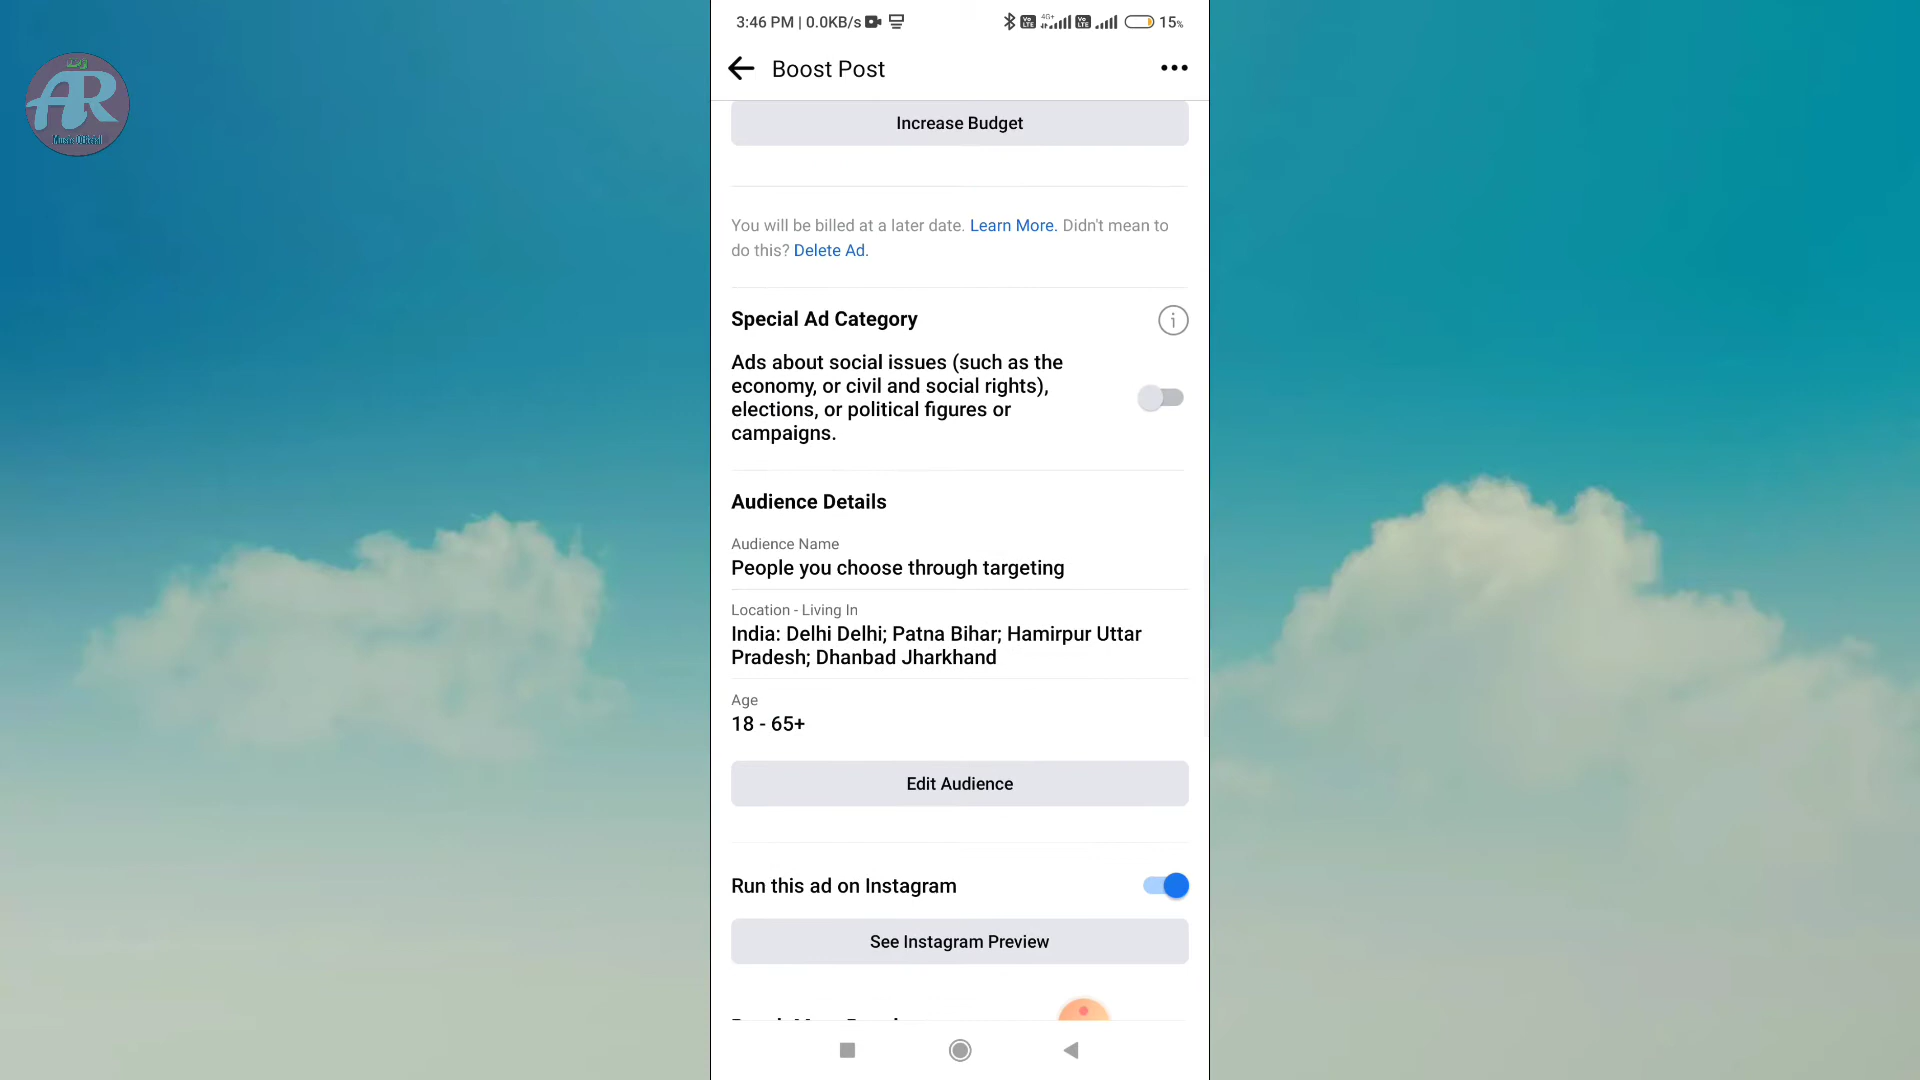 3:46 PM | 0.0KB/s
4G+
15%
AR
Music Official
Boost Post
Increase Budget
You will be billed at a later date. Learn More. Didn't mean to
do this? Delete Ad.
Special Ad Category
Ads about social issues (such as the
economy, or civil and social rights),
elections, or political figures or
campaigns.
Audience Details
Audience Name
People you choose through targeting
Location - Living In
India: Delhi Delhi; Patna Bihar; Hamirpur Uttar
Pradesh; Dhanbad Jharkhand
Age
18 - 65+
Edit Audience
Run this ad on Instagram
See Instagram Preview